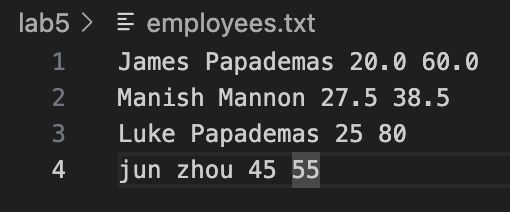 lab5 > employees.txt
1 James Papademas 20.0 60.0
2 Manish Mannon 27.5 38.5
3 Luke Papademas 25 80
4 jun zhou 45 55